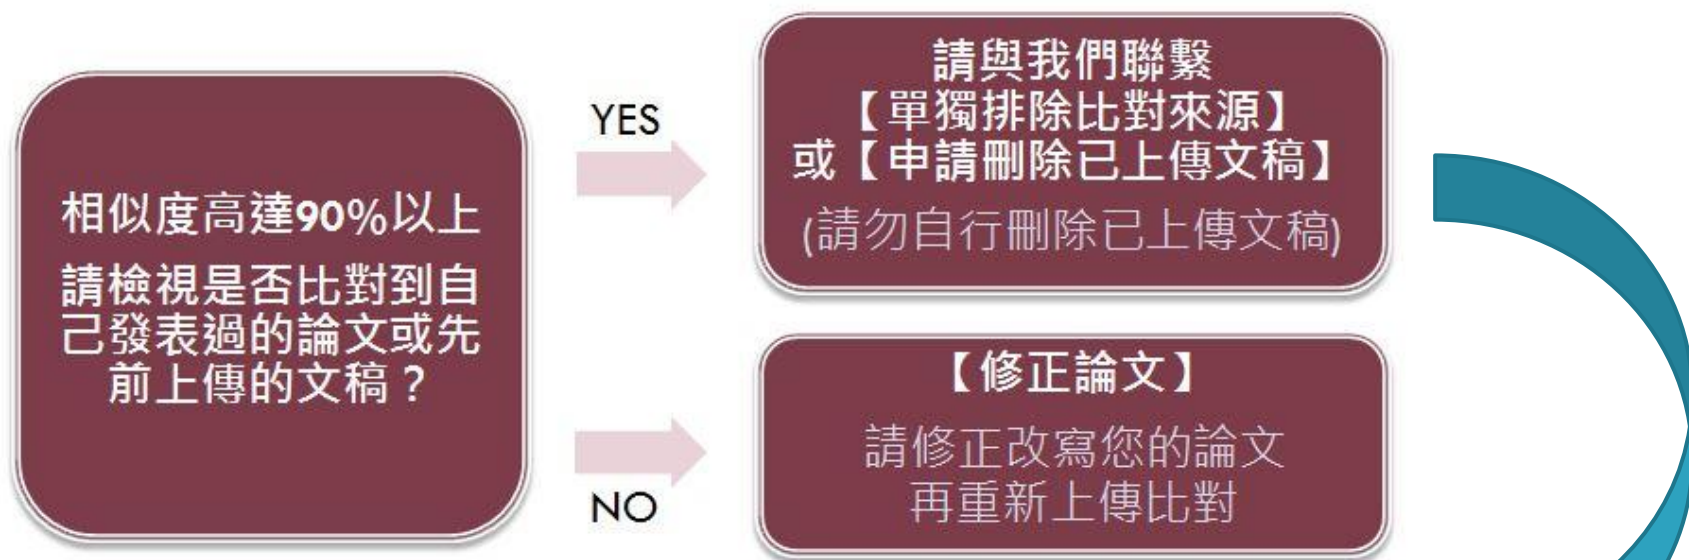 相似度高達90%以上
請檢視是否比對到自
己發表過的論文或先
前上傳的文稿？
YES
請與我們聯繫
【單獨排除比對來源】
或【申請刪除已上傳文稿】
(請勿自行刪除已上傳文稿)
NO
【修正論文】
請修正改寫您的論文
再重新上傳比對